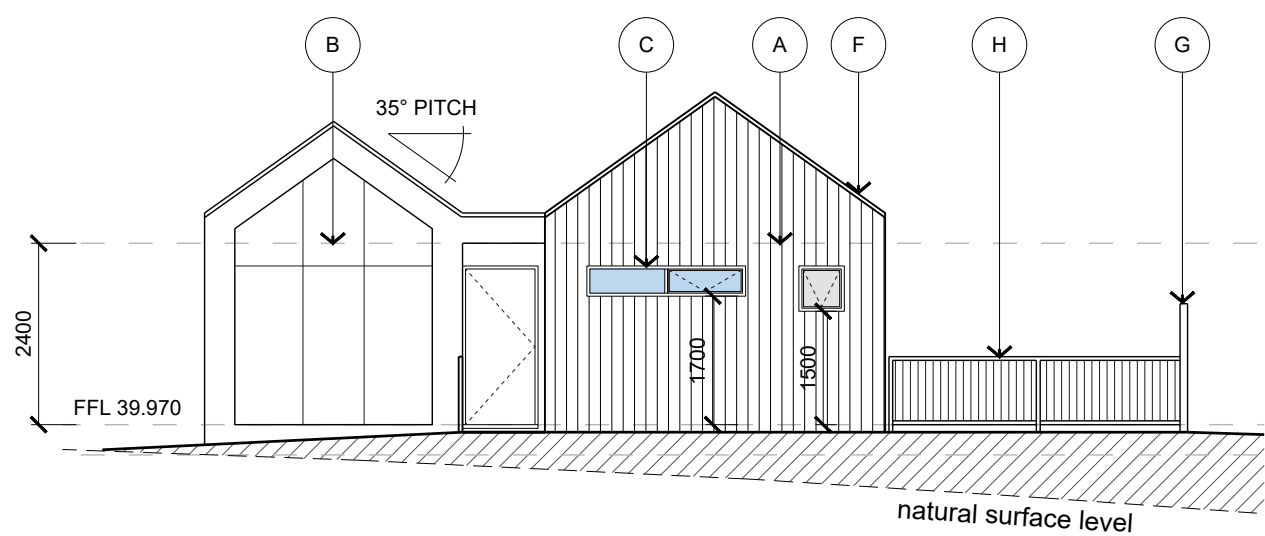 B
C
A
F
H
G
35° PITCH
2400
1700
1500
FFL 39.970
natural surface level